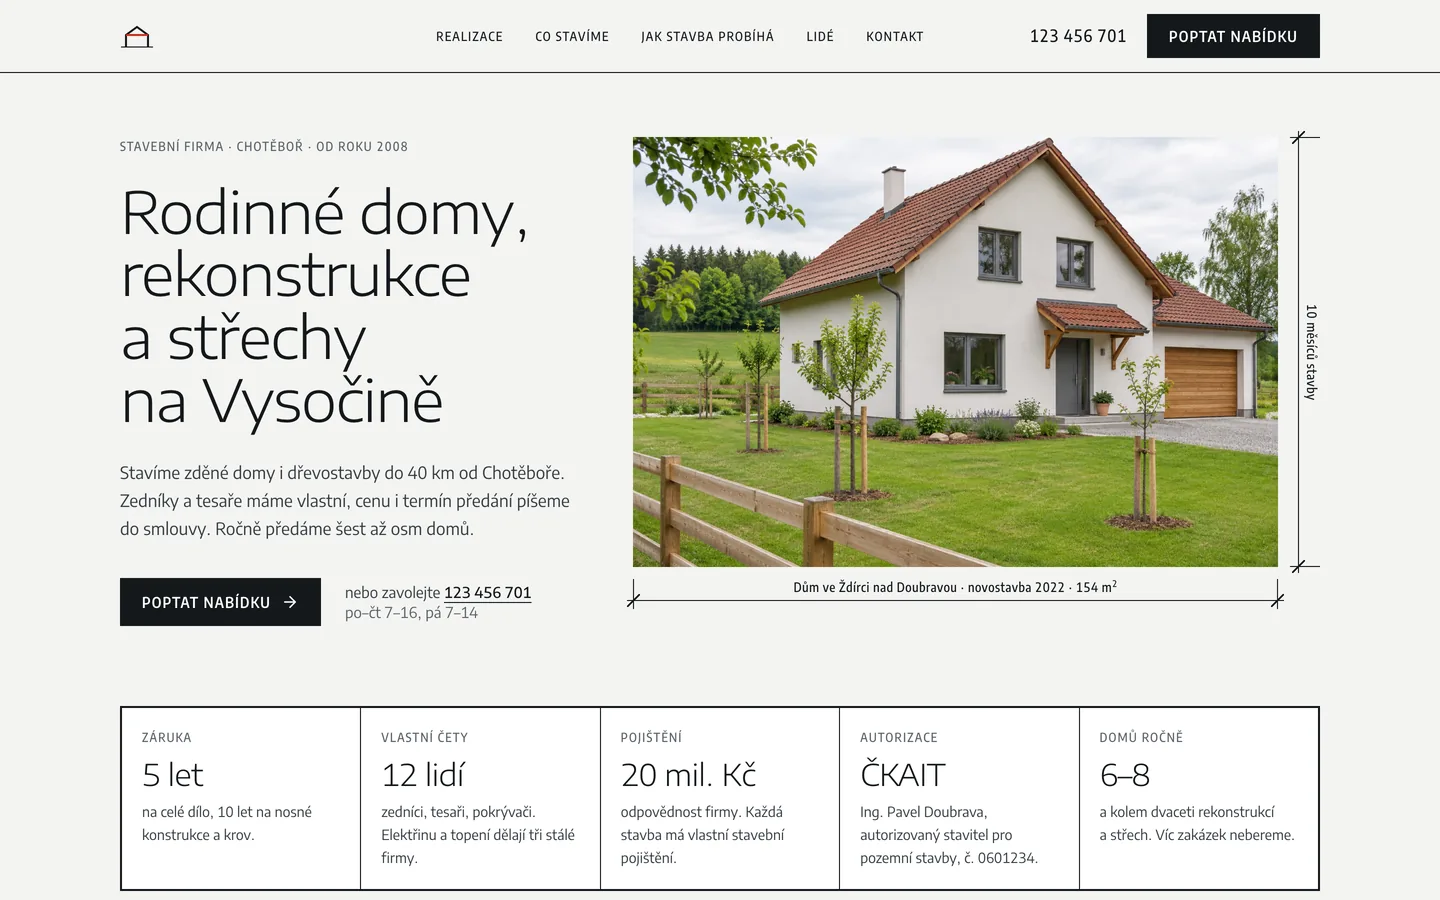 REALIZACE
CO STAVÍME
JAK STAVBA PROBÍHÁ
LIDÉ
KONTAKT
123 456 701
POPTAT NABÍDKU
STAVEBNÍ FIRMA · CHOTĚBOŘ · OD ROKU 2008
Rodinné domy,
rekonstrukce
a střechy
na Vysočině
Stavíme zděné domy i dřevostavby do 40 km od Chotěboře.
Zedníky a tesaře máme vlastní, cenu i termín předání píšeme
do smlouvy. Ročně předáme šest až osm domů.
POPTAT NABÍDKU →
nebo zavolejte 123 456 701
po–čt 7–16, pá 7–14
10 měsíců stavby
Dům ve Ždírci nad Doubravou · novostavba 2022 · 154 m²
ZÁRUKA
5 let
na celé dílo, 10 let na nosné
konstrukce a krov.
VLASTNÍ ČETY
12 lidí
zedníci, tesaři, pokrývači.
Elektřinu a topení dělají tři stálé
firmy.
POJIŠTĚNÍ
20 mil. Kč
odpovědnost firmy. Každá
stavba má vlastní stavební
pojištění.
AUTORIZACE
ČKAIT
Ing. Pavel Doubrava,
autorizovaný stavitel pro
pozemní stavby, č. 0601234.
DOMŮ ROČNĚ
6–8
a kolem dvaceti rekonstrukcí
a střech. Víc zakázek nebereme.